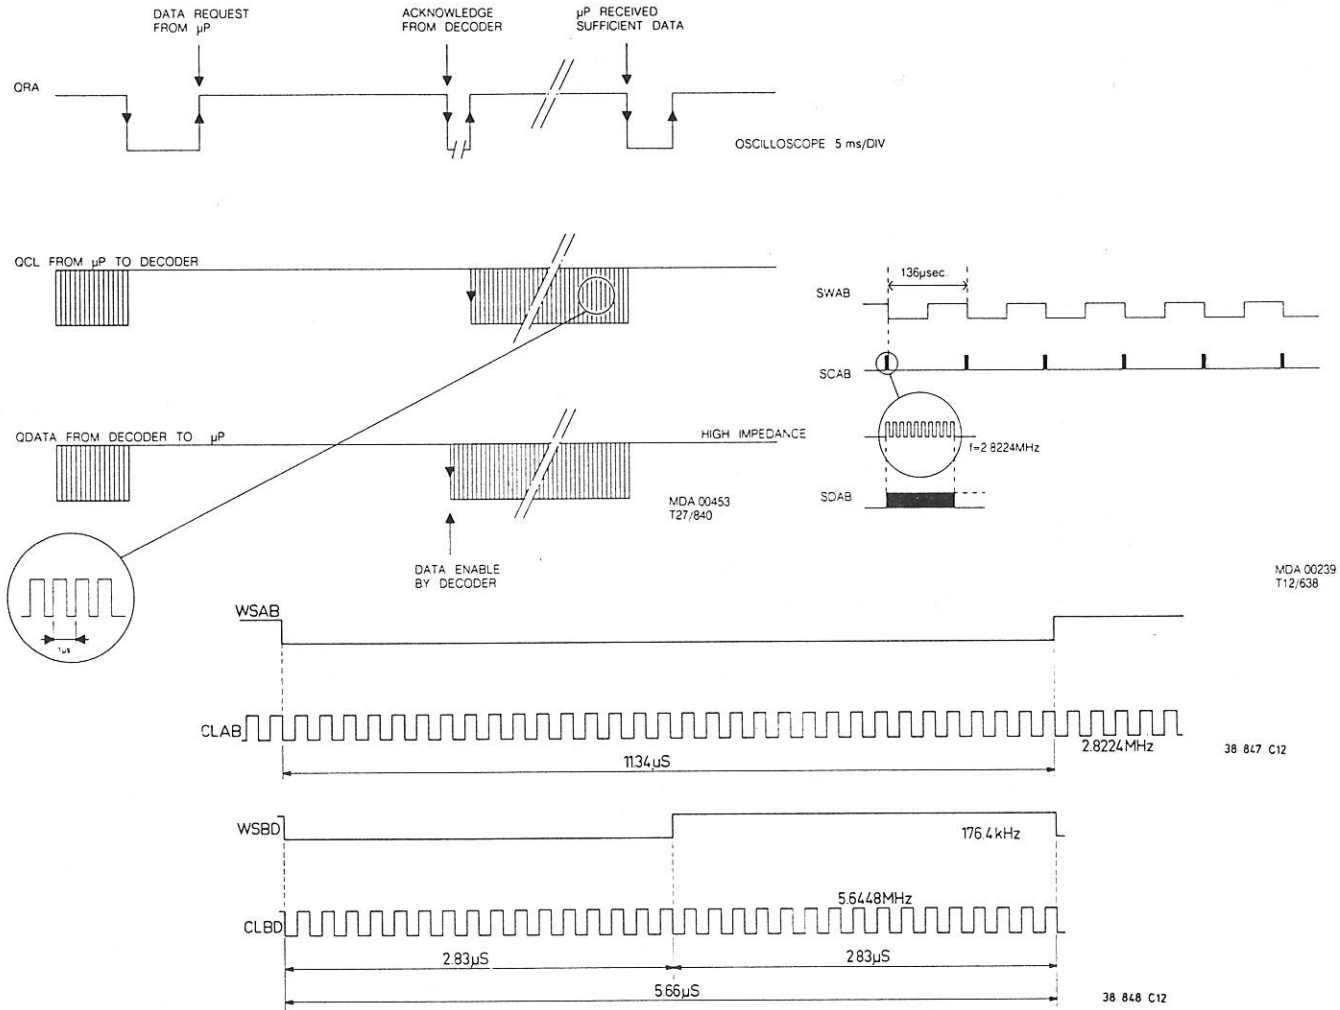 DATA REQUEST
FROM µP
ACKNOWLEDGE
FROM DECODER
µP RECEIVED
SUFFICIENT DATA
QRA
OSCILLOSCOPE 5 ms/DIV
QCL FROM µP TO DECODER
QDATA FROM DECODER TO µP
HIGH IMPEDANCE
MDA 00453
T27/840
DATA ENABLE
BY DECODER
1µs
136µsec.
SWAB
SCAB
f=2 8224MHz
SDAB
MDA 00239
T12/638
WSAB
CLAB
2.8224MHz
11.34µS
38 847 C12
WSBD
176.4kHz
5.6448MHz
CLBD
2.83µS
283µS
5.66µS
38 848 C12